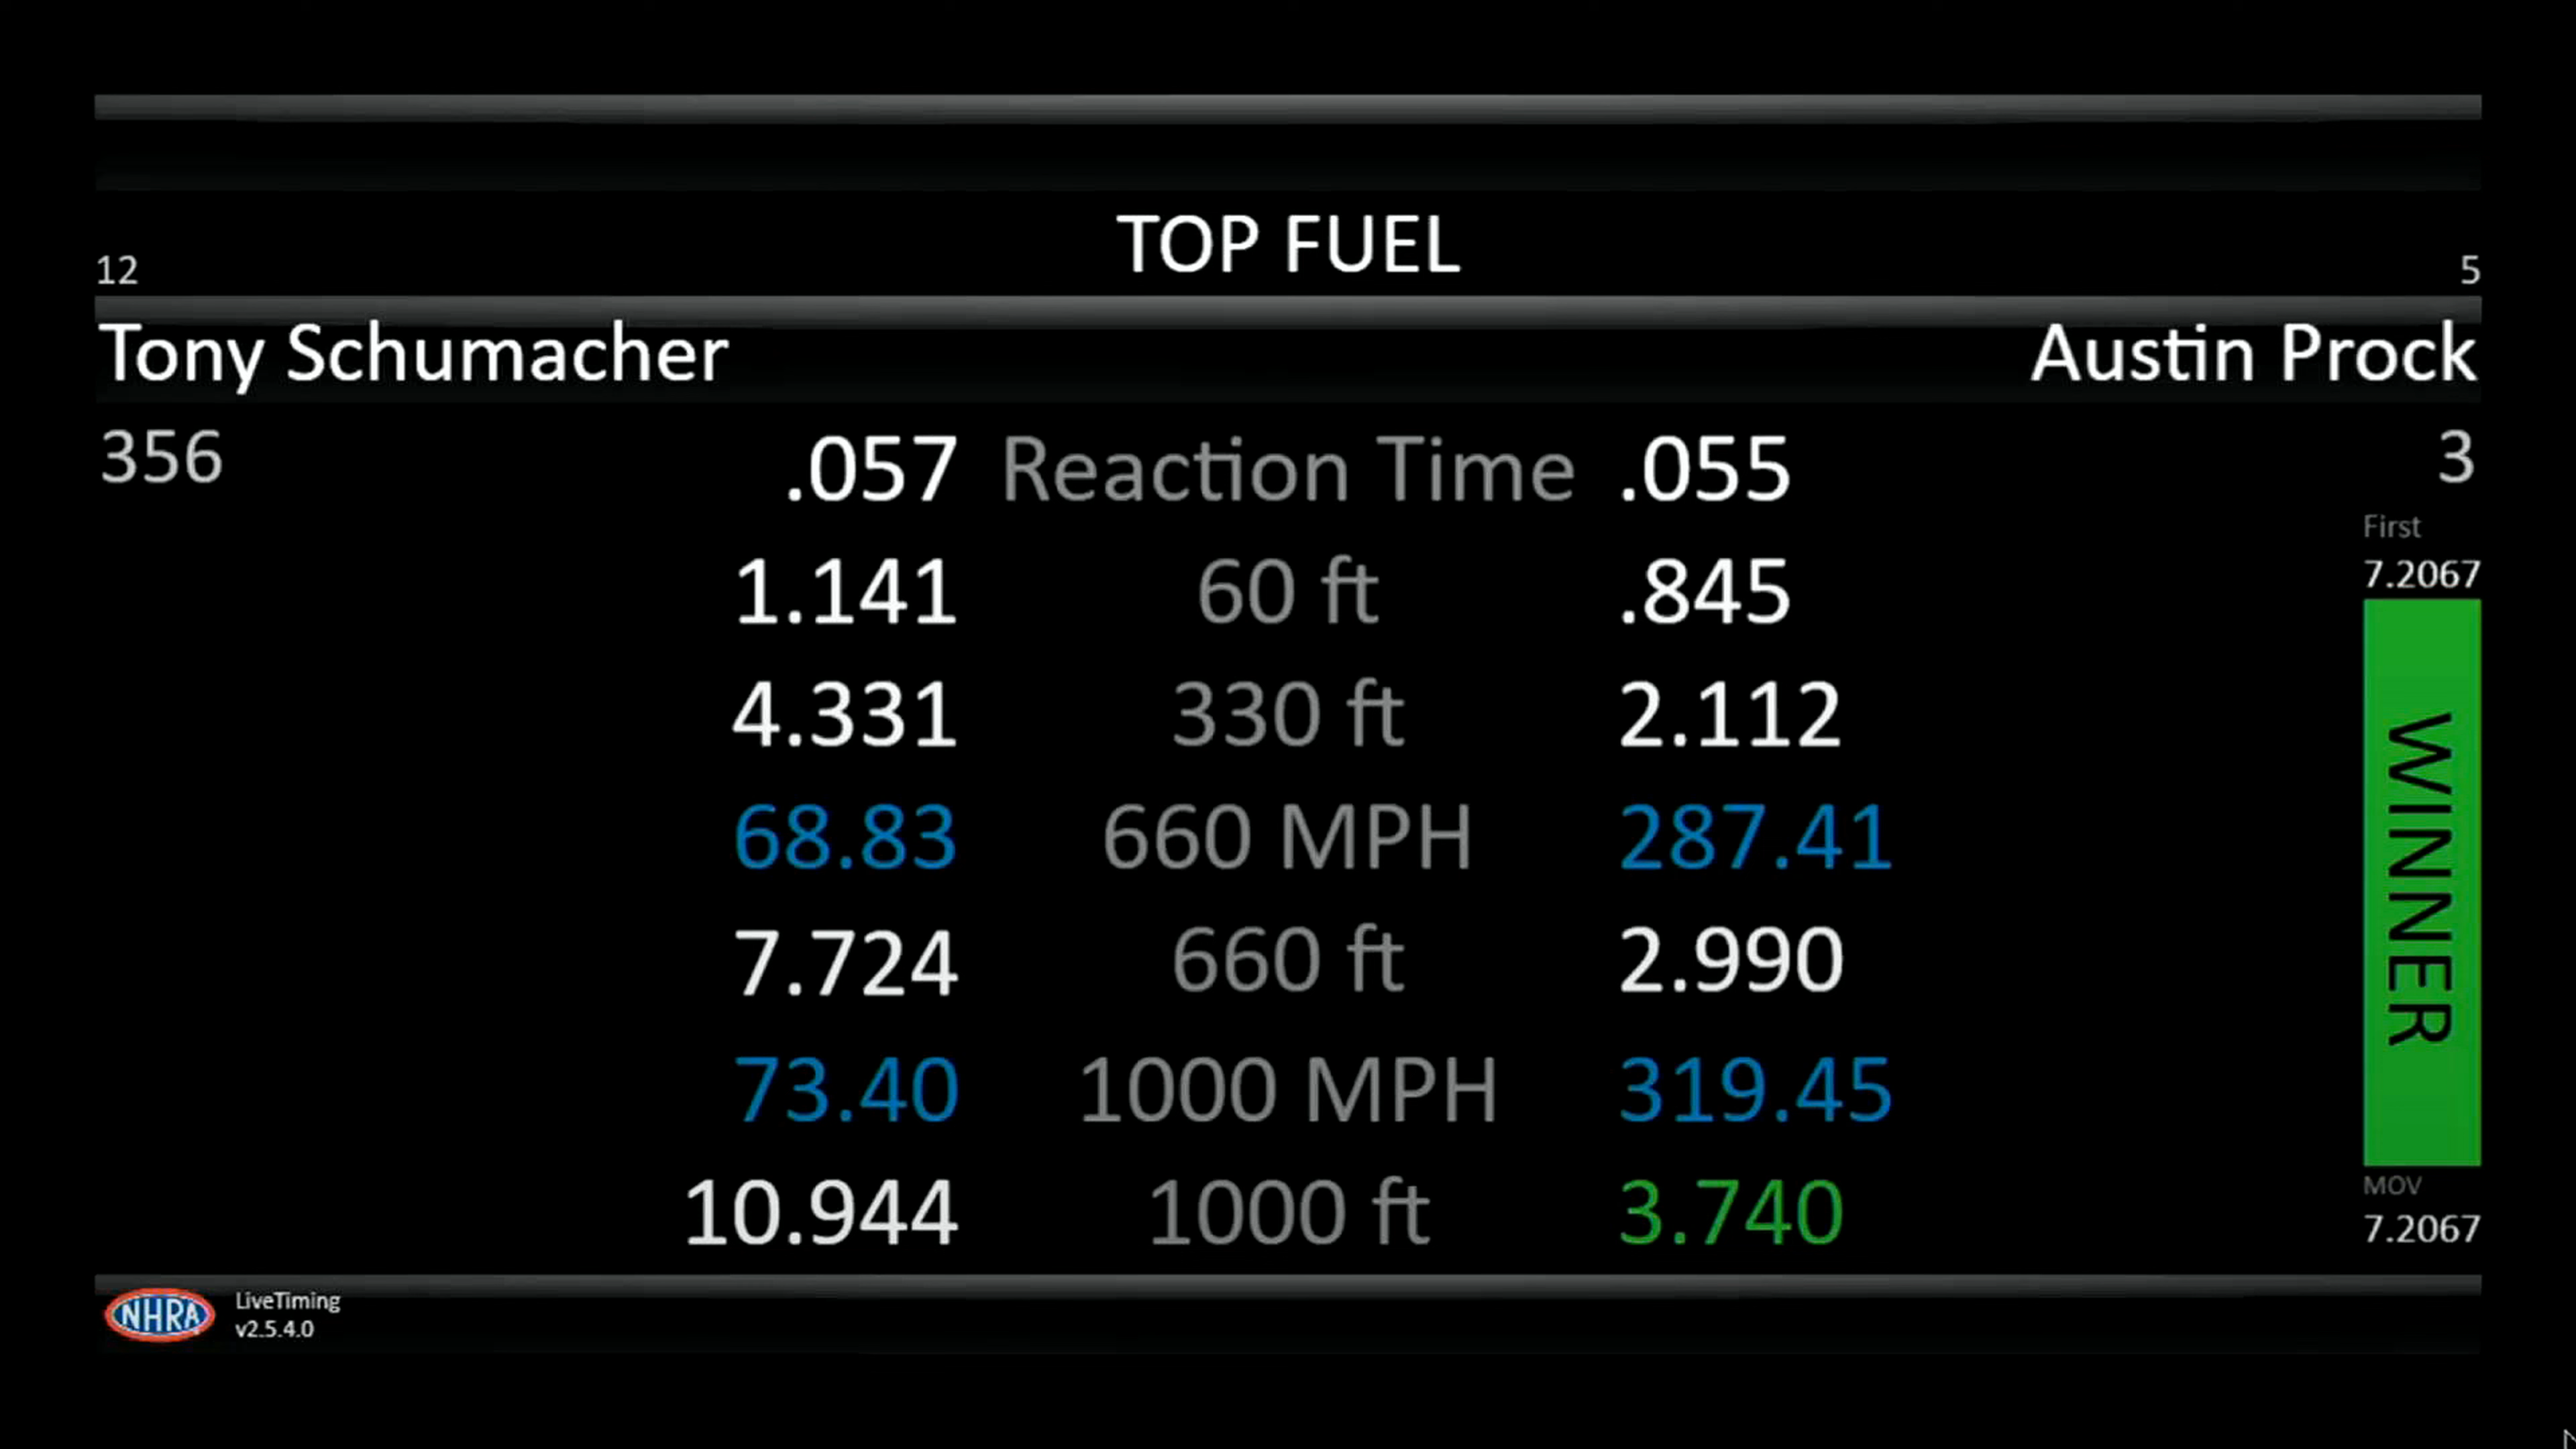 TOP FUEL
12
5
Tony Schumacher
Austin Prock
356
.057 Reaction Time .055
3
First
7.2067
1.141 60 ft .845
4.331 330 ft 2.112
68.83 660 MPH 287.41
7.724 660 ft 2.990
73.40 1000 MPH 319.45
10.944 1000 ft 3.740
WINNER
MOV
7.2067
NHRA
LiveTiming
v2.5.4.0